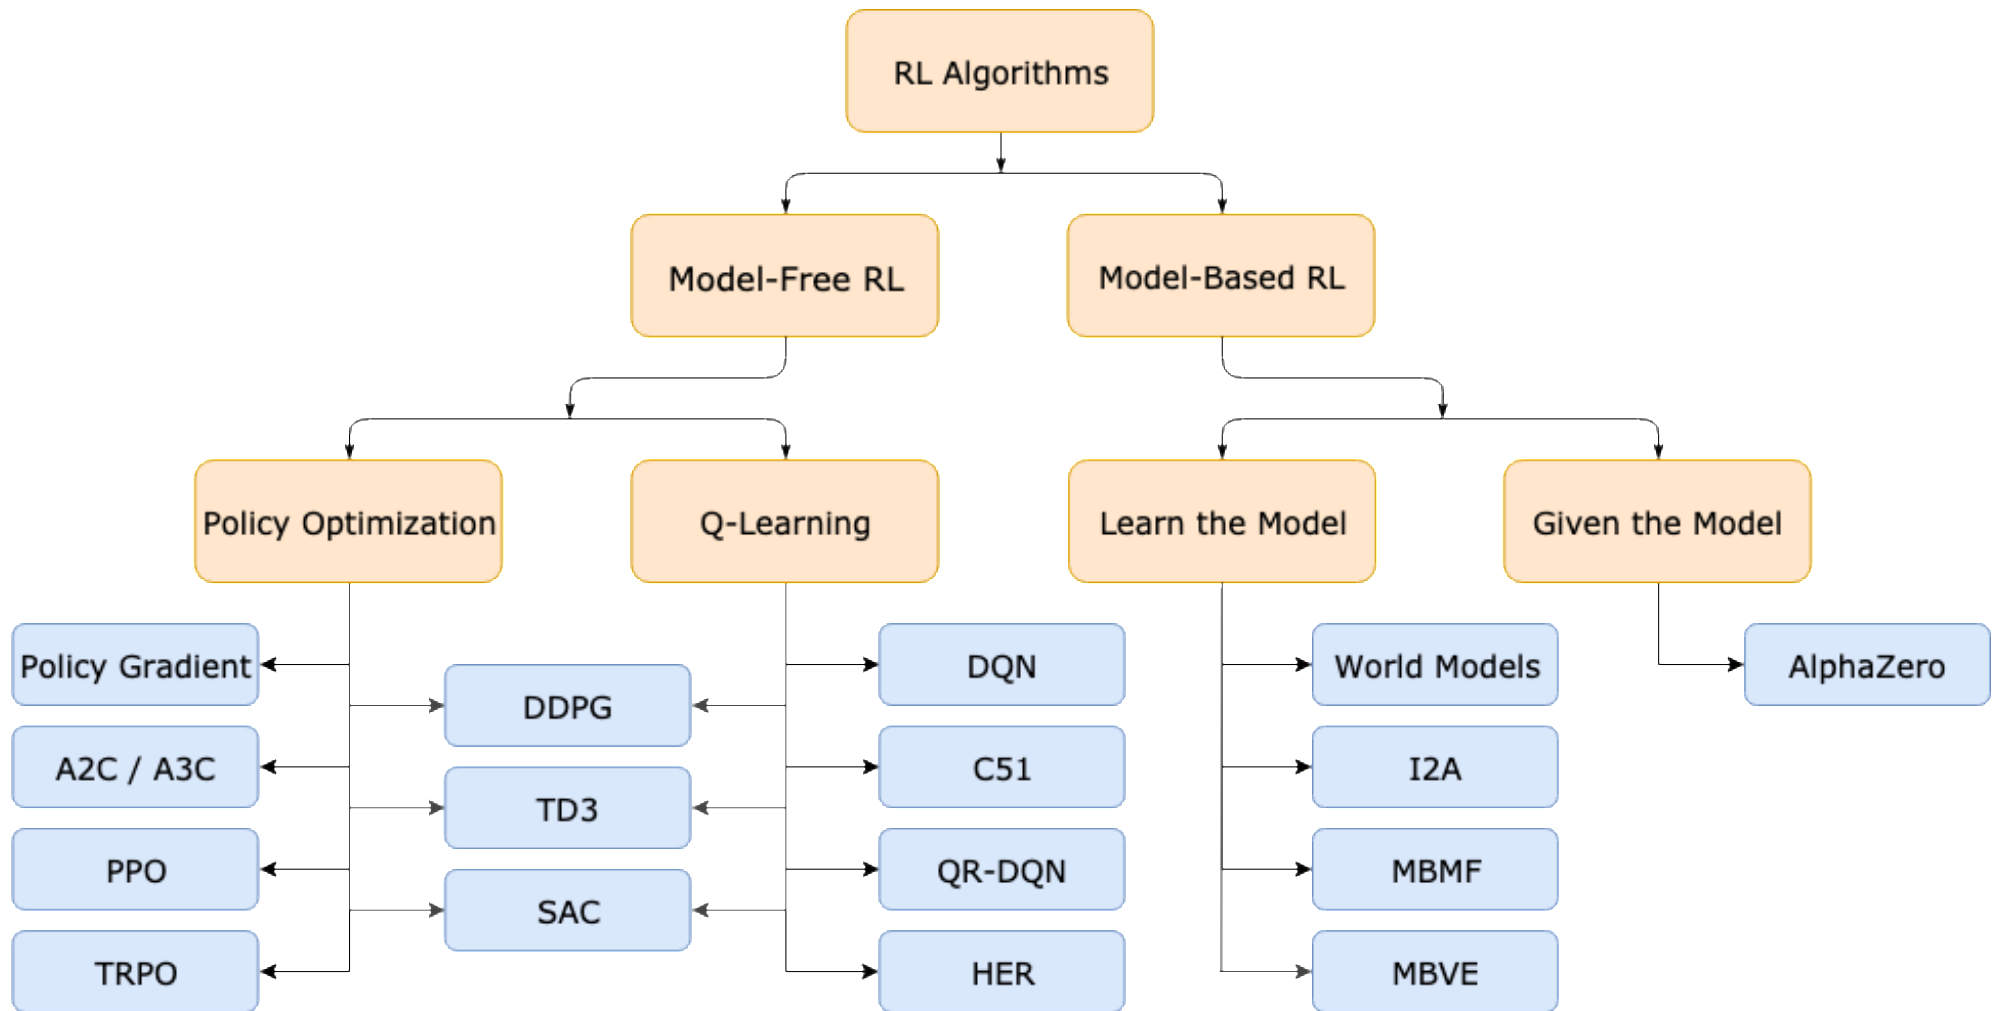 RL Algorithms
Model-Free RL
Model-Based RL
Policy Optimization
Q-Learning
Learn the Model
Given the Model
Policy Gradient
A2C / A3C
PPO
TRPO
DDPG
TD3
SAC
DQN
C51
QR-DQN
HER
World Models
I2A
MBMF
MBVE
AlphaZero